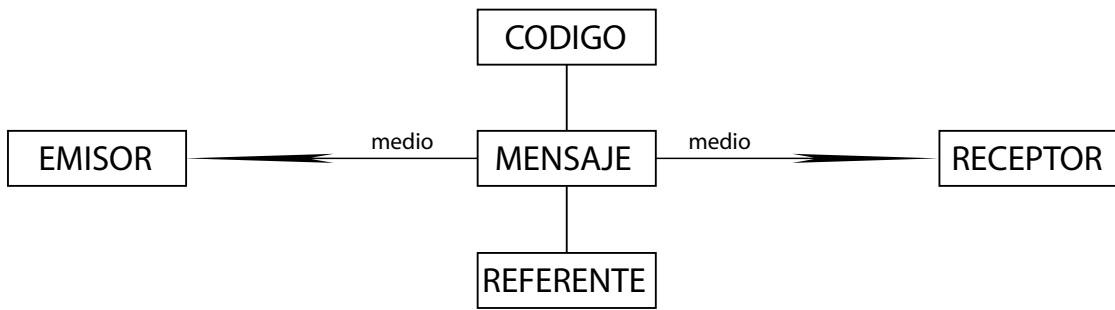 CODIGO
EMISOR
medio
MENSAJE
medio
RECEPTOR
REFERENTE